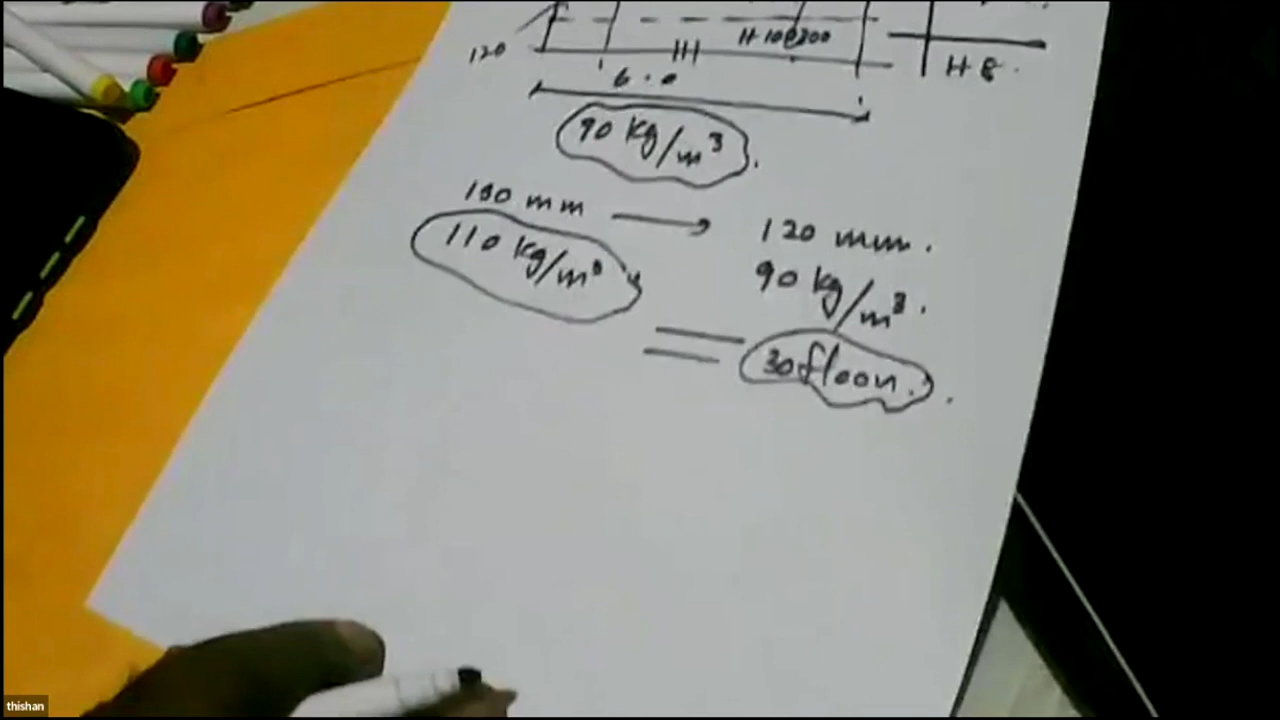 120
H 10@200
H 8.
6.0
90 kg/m³.
100 mm → 120 mm.
110 kg/m³ 90 kg/m³.
= 30 floor.
thishan